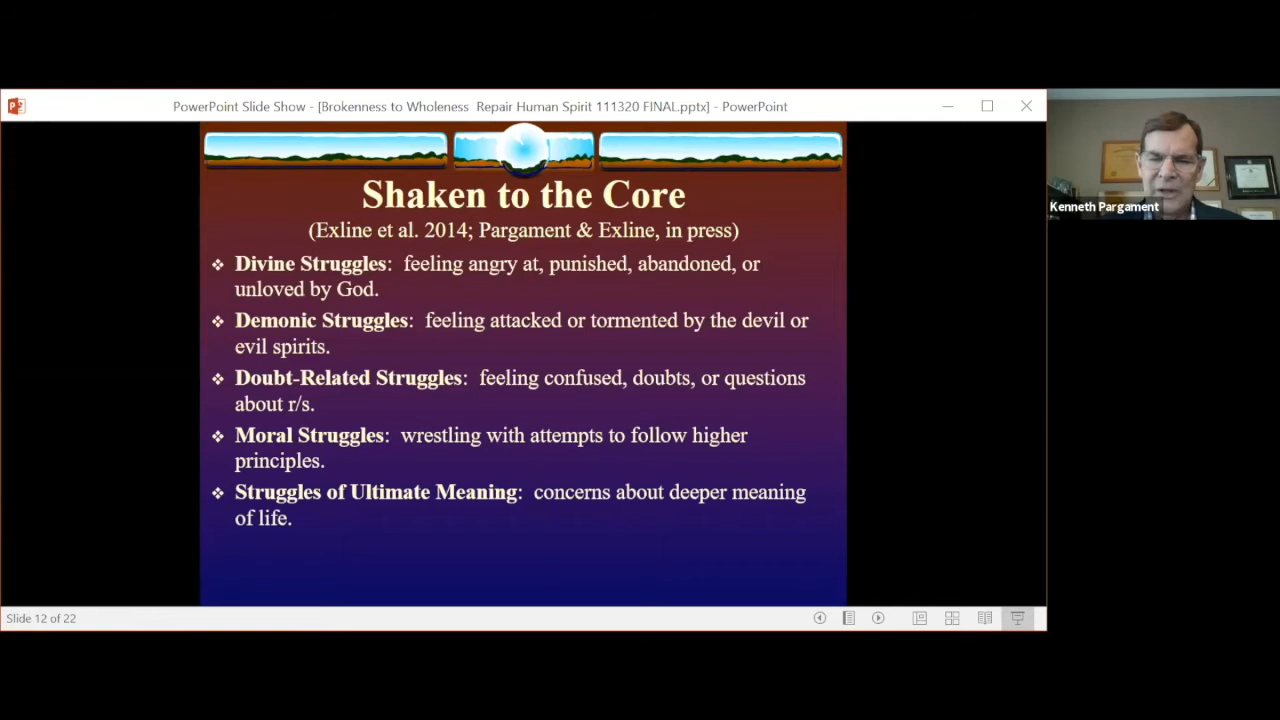 PowerPoint Slide Show - [Brokenness to Wholeness  Repair Human Spirit 111320 FINAL.pptx] - PowerPoint
Shaken to the Core
(Exline et al. 2014; Pargament & Exline, in press)
❖ Divine Struggles:  feeling angry at, punished, abandoned, or
unloved by God.
❖ Demonic Struggles:  feeling attacked or tormented by the devil or
evil spirits.
❖ Doubt-Related Struggles:  feeling confused, doubts, or questions
about r/s.
❖ Moral Struggles:  wrestling with attempts to follow higher
principles.
❖ Struggles of Ultimate Meaning:  concerns about deeper meaning
of life.
Slide 12 of 22
Kenneth Pargament